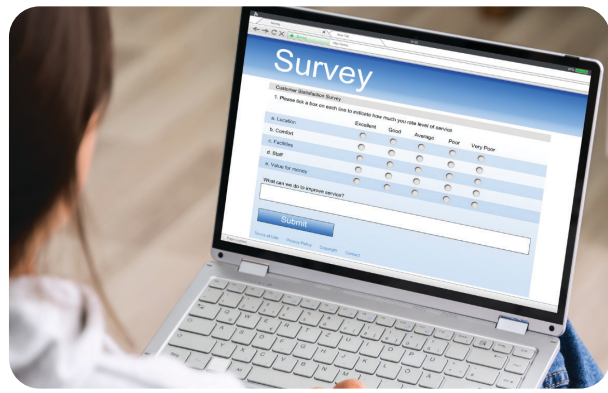 Survey
Customer Satisfaction Survey
1. Please tick a box on each line to indicate how much you rate level of service
Excellent Good Average Poor Very Poor
a. Location
b. Comfort
c. Facilities
d. Staff
e. Value for money
What can we do to improve service?
Submit
Terms of Use Privacy Policy Copyright Contact